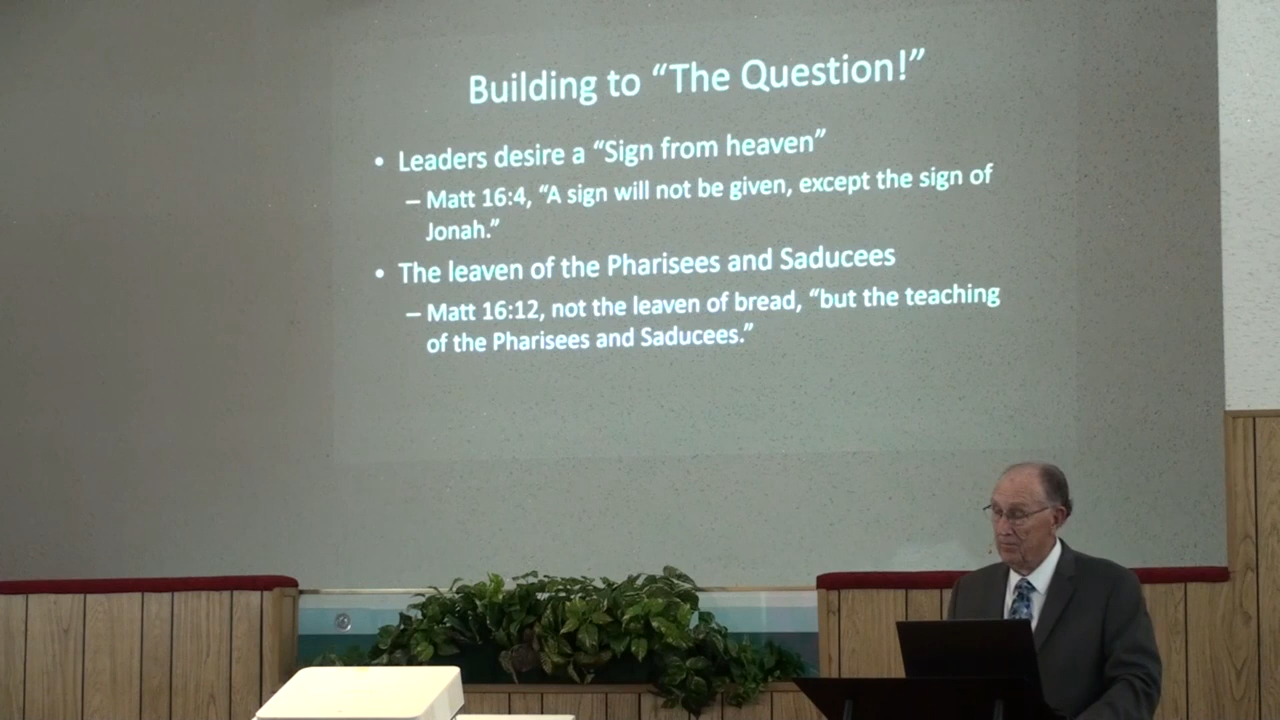 Building to “The Question!”
• Leaders desire a “Sign from heaven”
– Matt 16:4, “A sign will not be given, except the sign of
Jonah.”
• The leaven of the Pharisees and Saducees
– Matt 16:12, not the leaven of bread, “but the teaching
of the Pharisees and Saducees.”